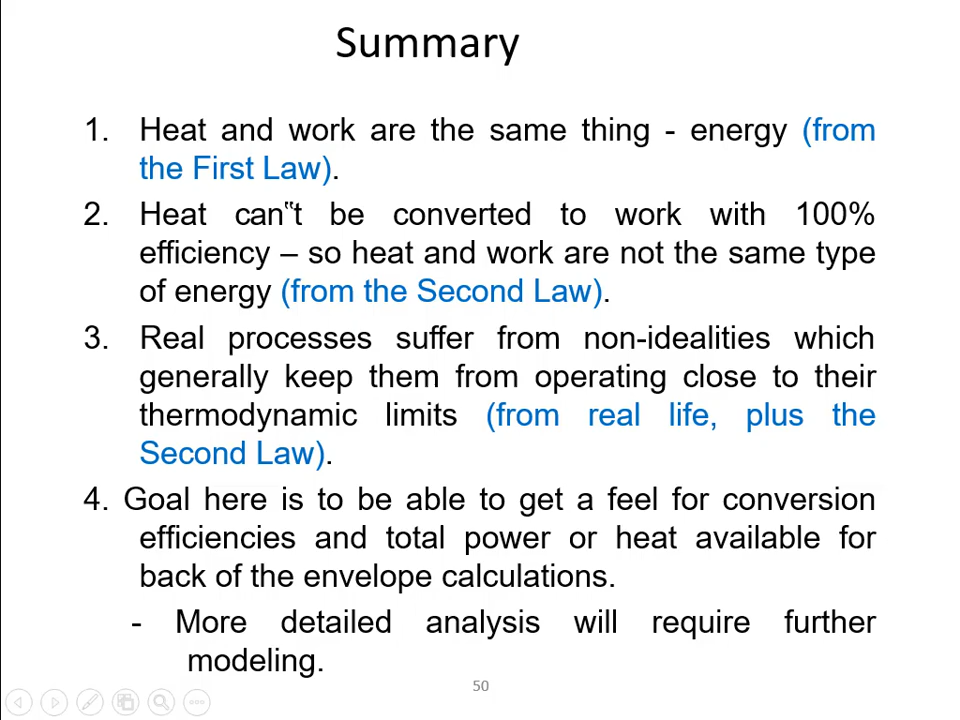 Summary
1. Heat and work are the same thing - energy (from
the First Law).
2. Heat can‟t be converted to work with 100%
efficiency – so heat and work are not the same type
of energy (from the Second Law).
3. Real processes suffer from non-idealities which
generally keep them from operating close to their
thermodynamic limits (from real life, plus the
Second Law).
4. Goal here is to be able to get a feel for conversion
efficiencies and total power or heat available for
back of the envelope calculations.
- More detailed analysis will require further
modeling.
50